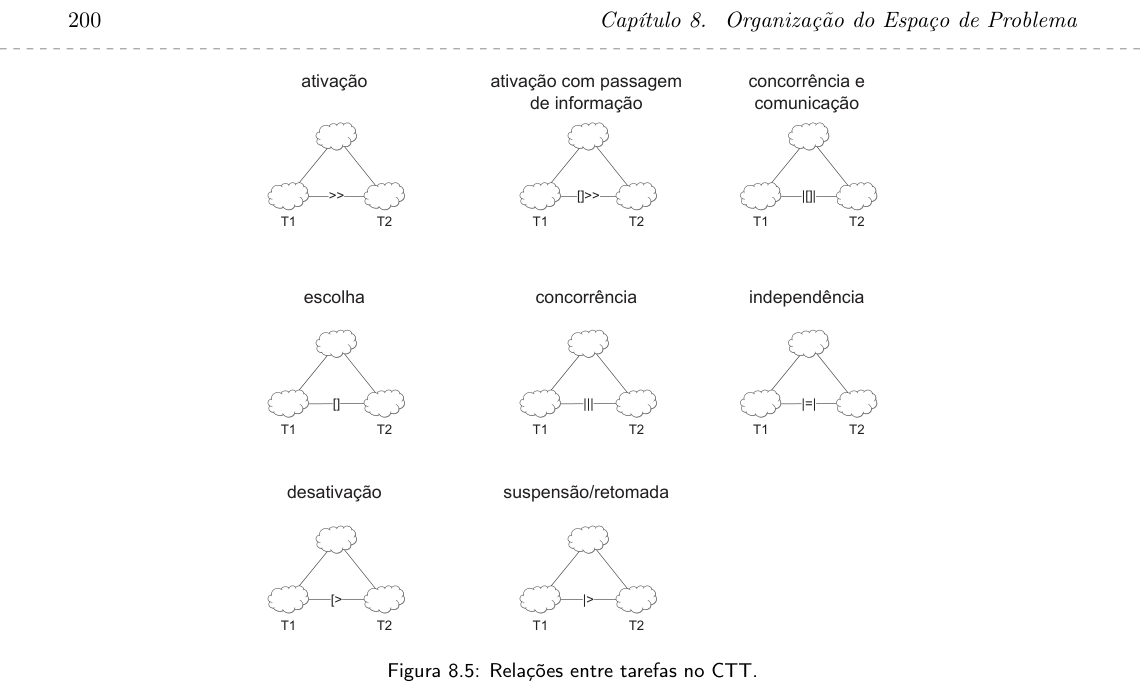 200
Capítulo 8. Organização do Espaço de Problema
ativação
ativação com passagem
de informação
concorrência e
comunicação
>>
[]>>
|[]|
T1 T2
T1 T2
T1 T2
escolha
concorrência
independência
[]
|||
|=|
T1 T2
T1 T2
T1 T2
desativação
suspensão/retomada
[>
|>
T1 T2
T1 T2
Figura 8.5: Relações entre tarefas no CTT.